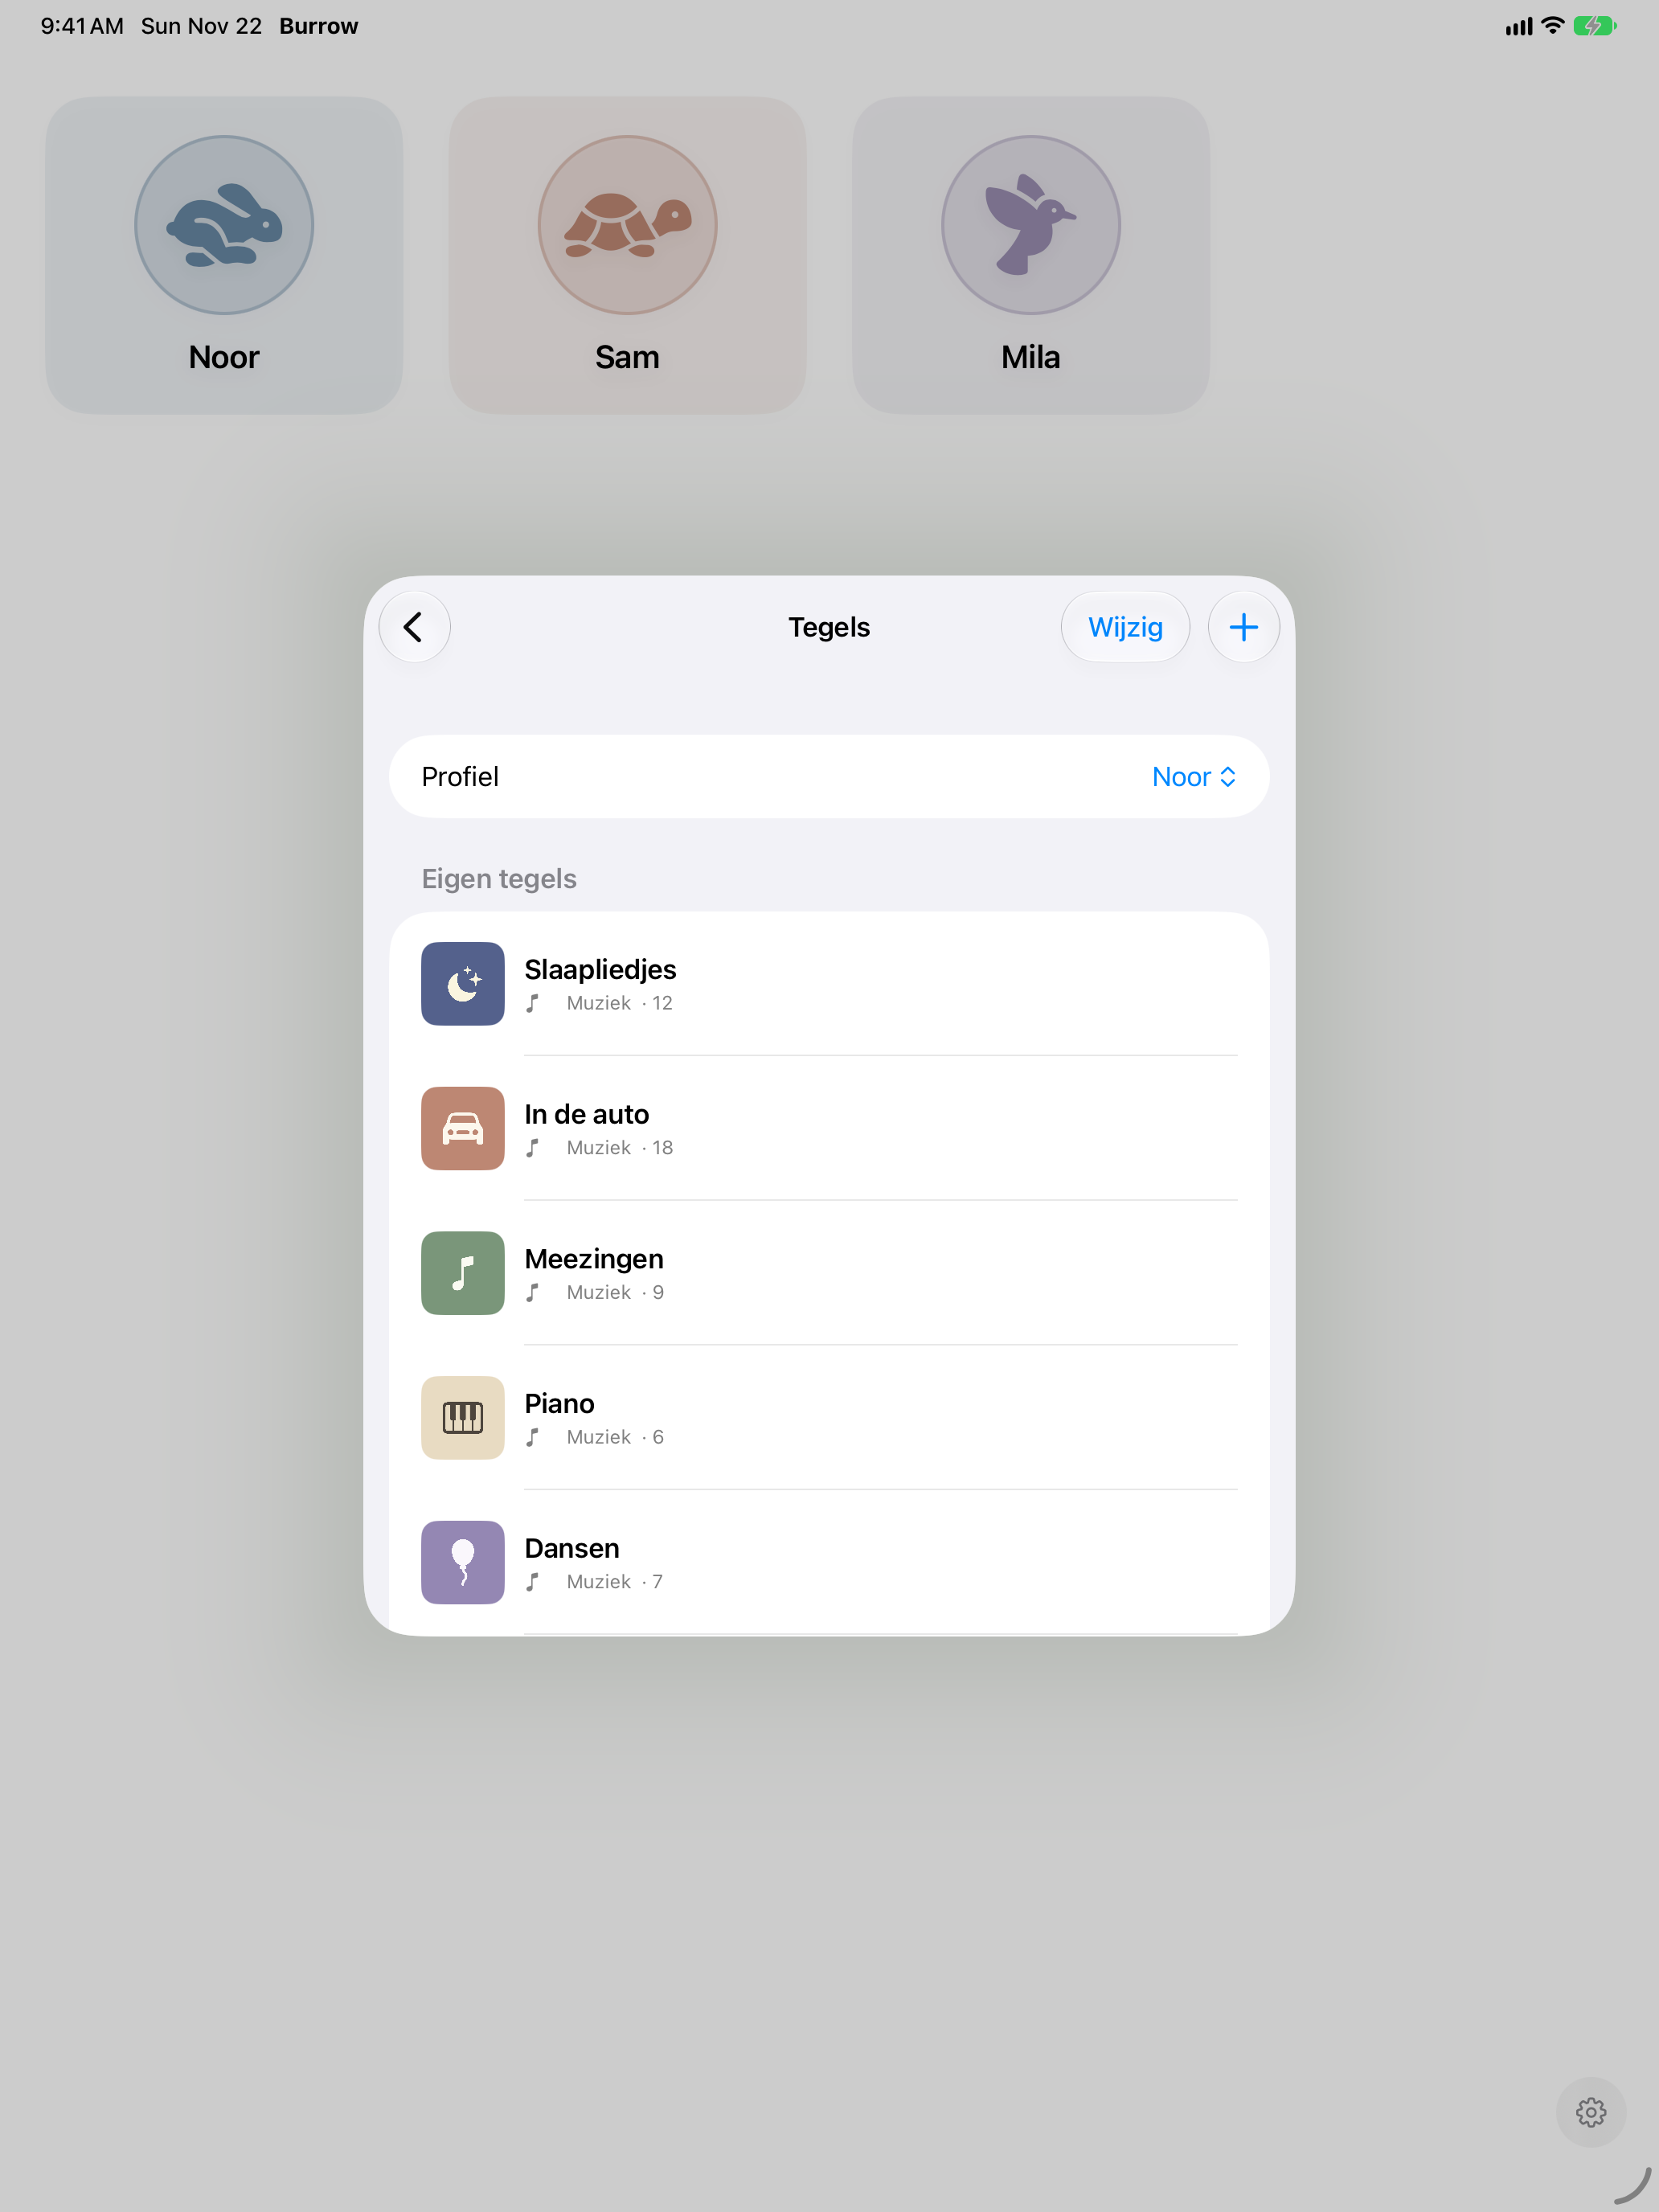 9:41 AM Sun Nov 22 Burrow
Noor
Sam
Mila
Tegels
Wijzig
Profiel
Noor
Eigen tegels
Slaapliedjes
Muziek · 12
In de auto
Muziek · 18
Meezingen
Muziek · 9
Piano
Muziek · 6
Dansen
Muziek · 7